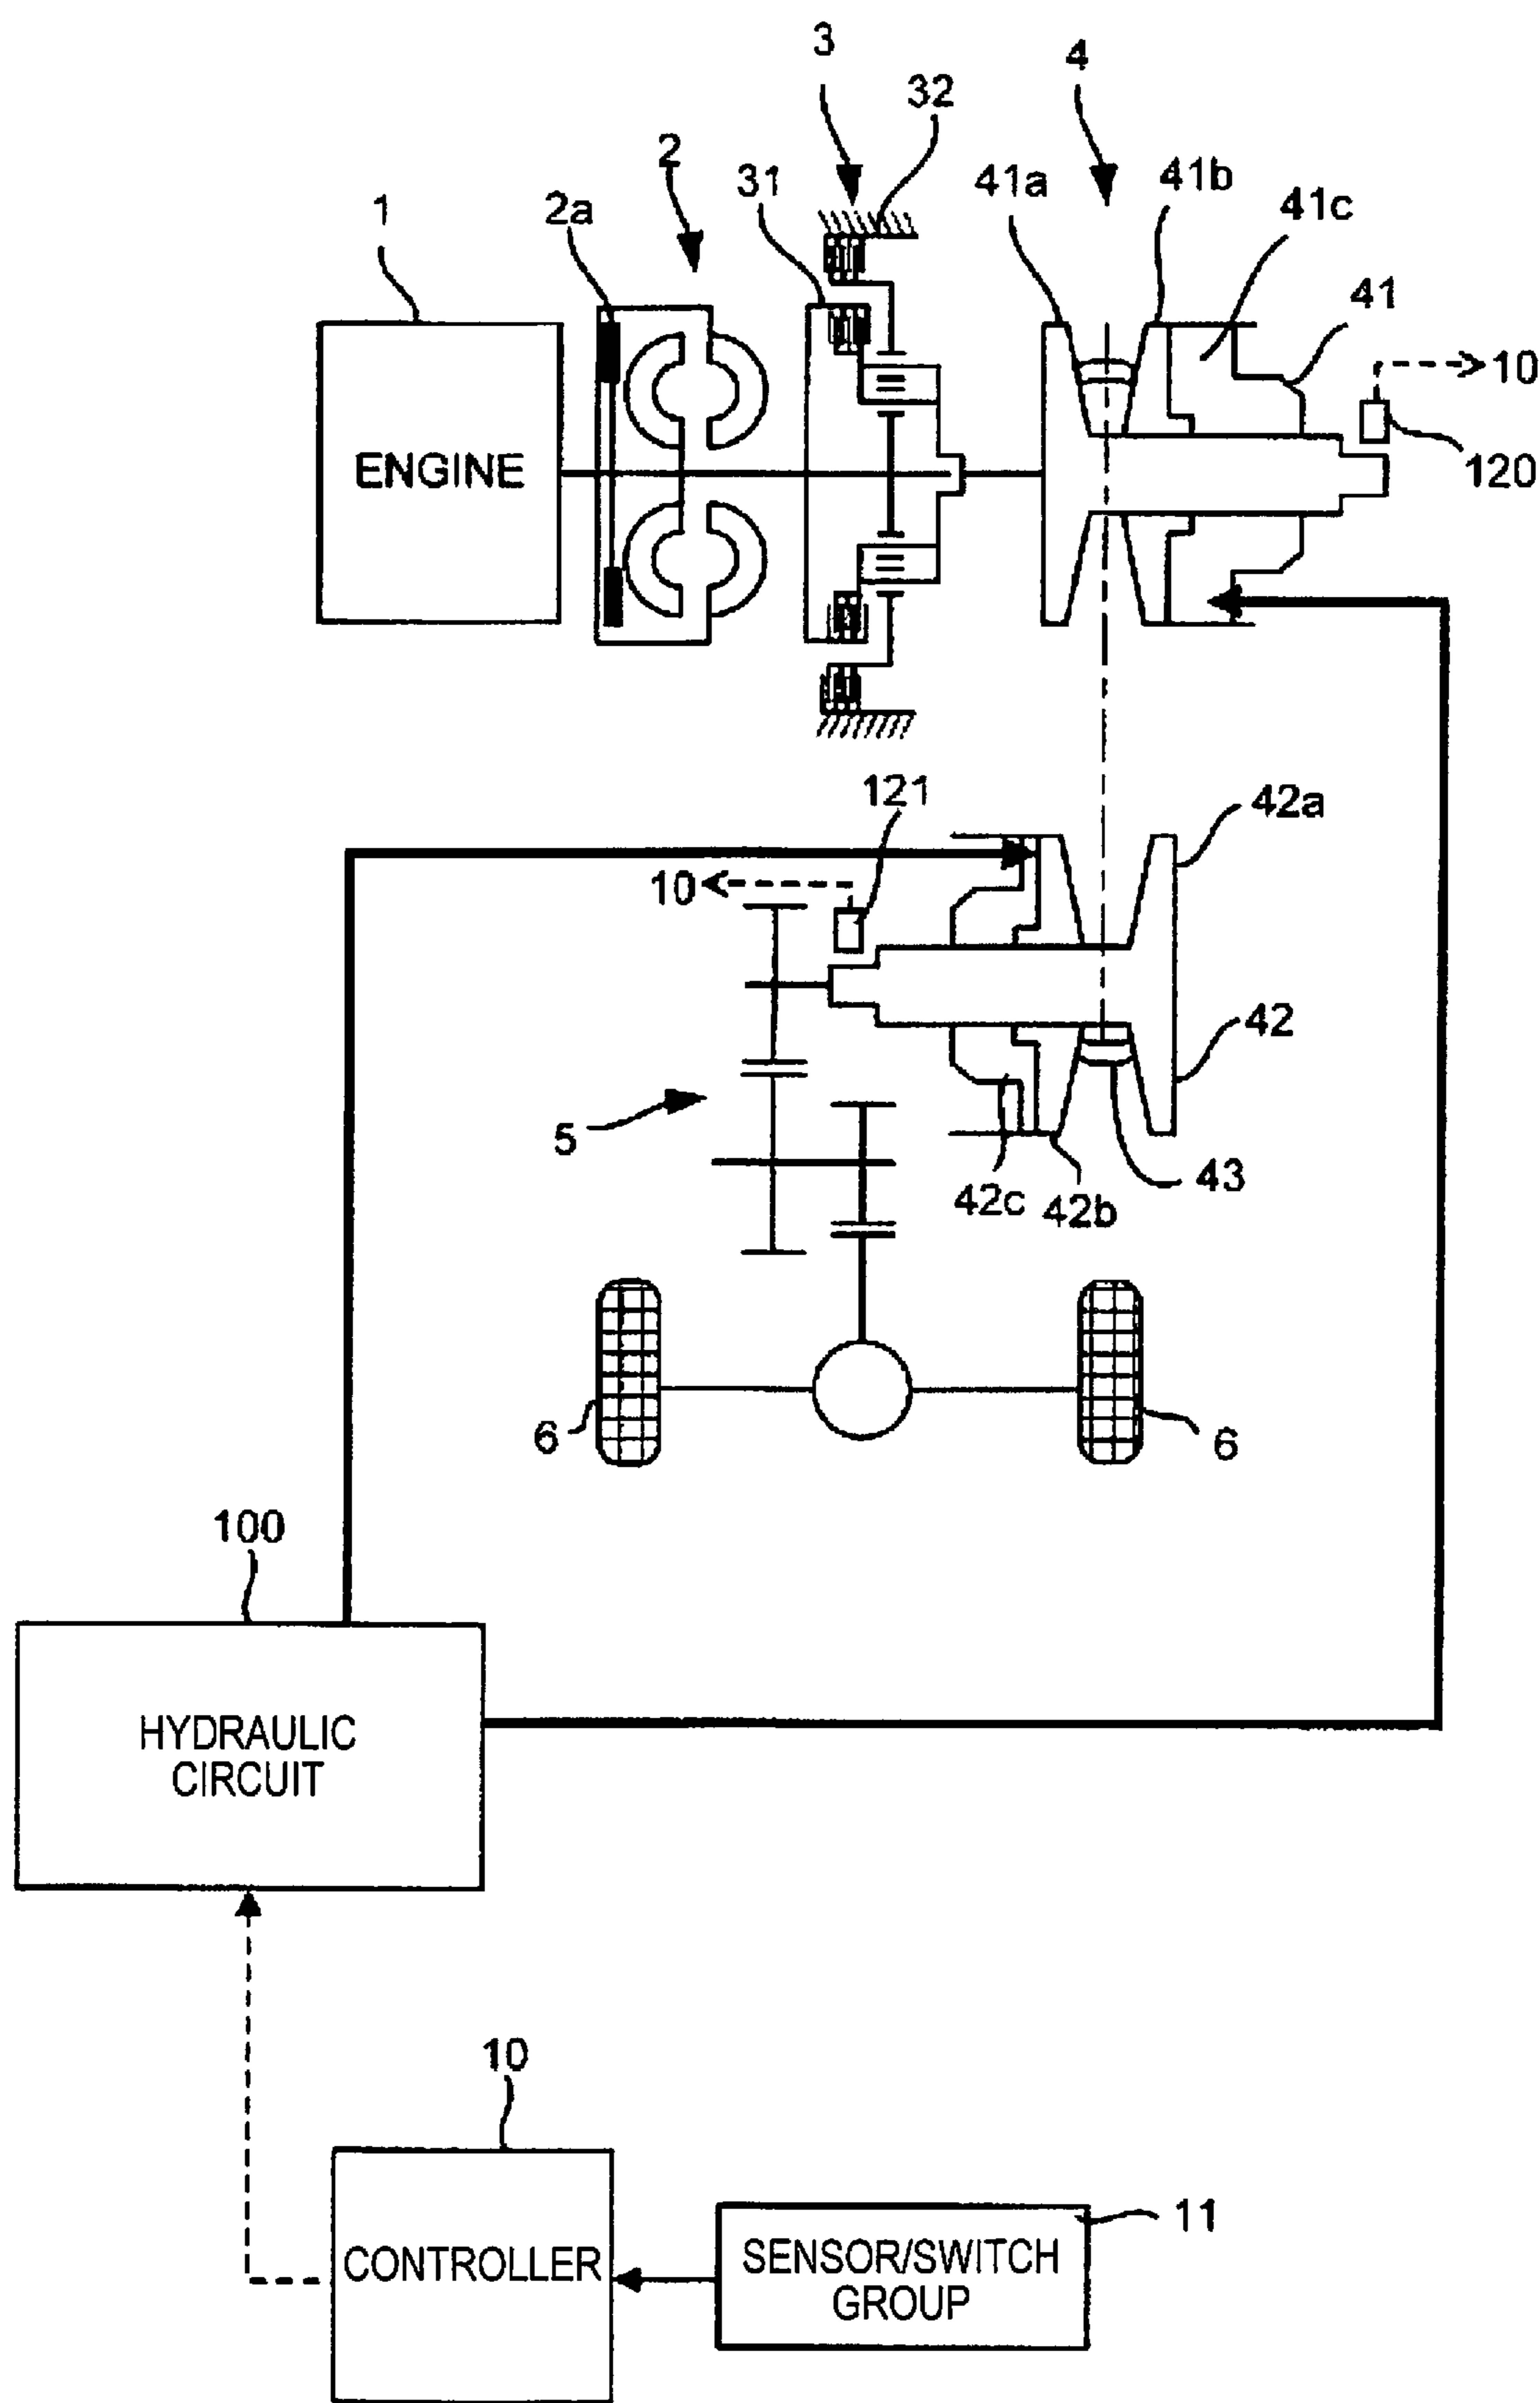 3
4
32
2
31
41a
41b
2a
41c
1
41
10
ENGINE
120
121
42a
10
42
5
43
42c
42b
6
6
100
HYDRAULIC
CIRCUIT
10
11
CONTROLLER
SENSOR/SWITCH
GROUP